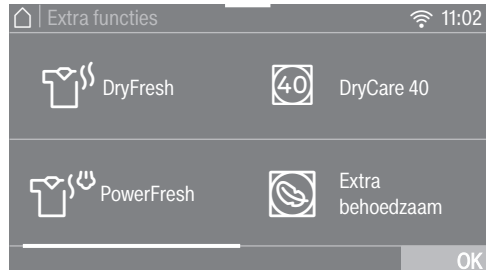 Extra functies
11:02
DryFresh
40
DryCare 40
PowerFresh
Extra
behoedzaam
OK